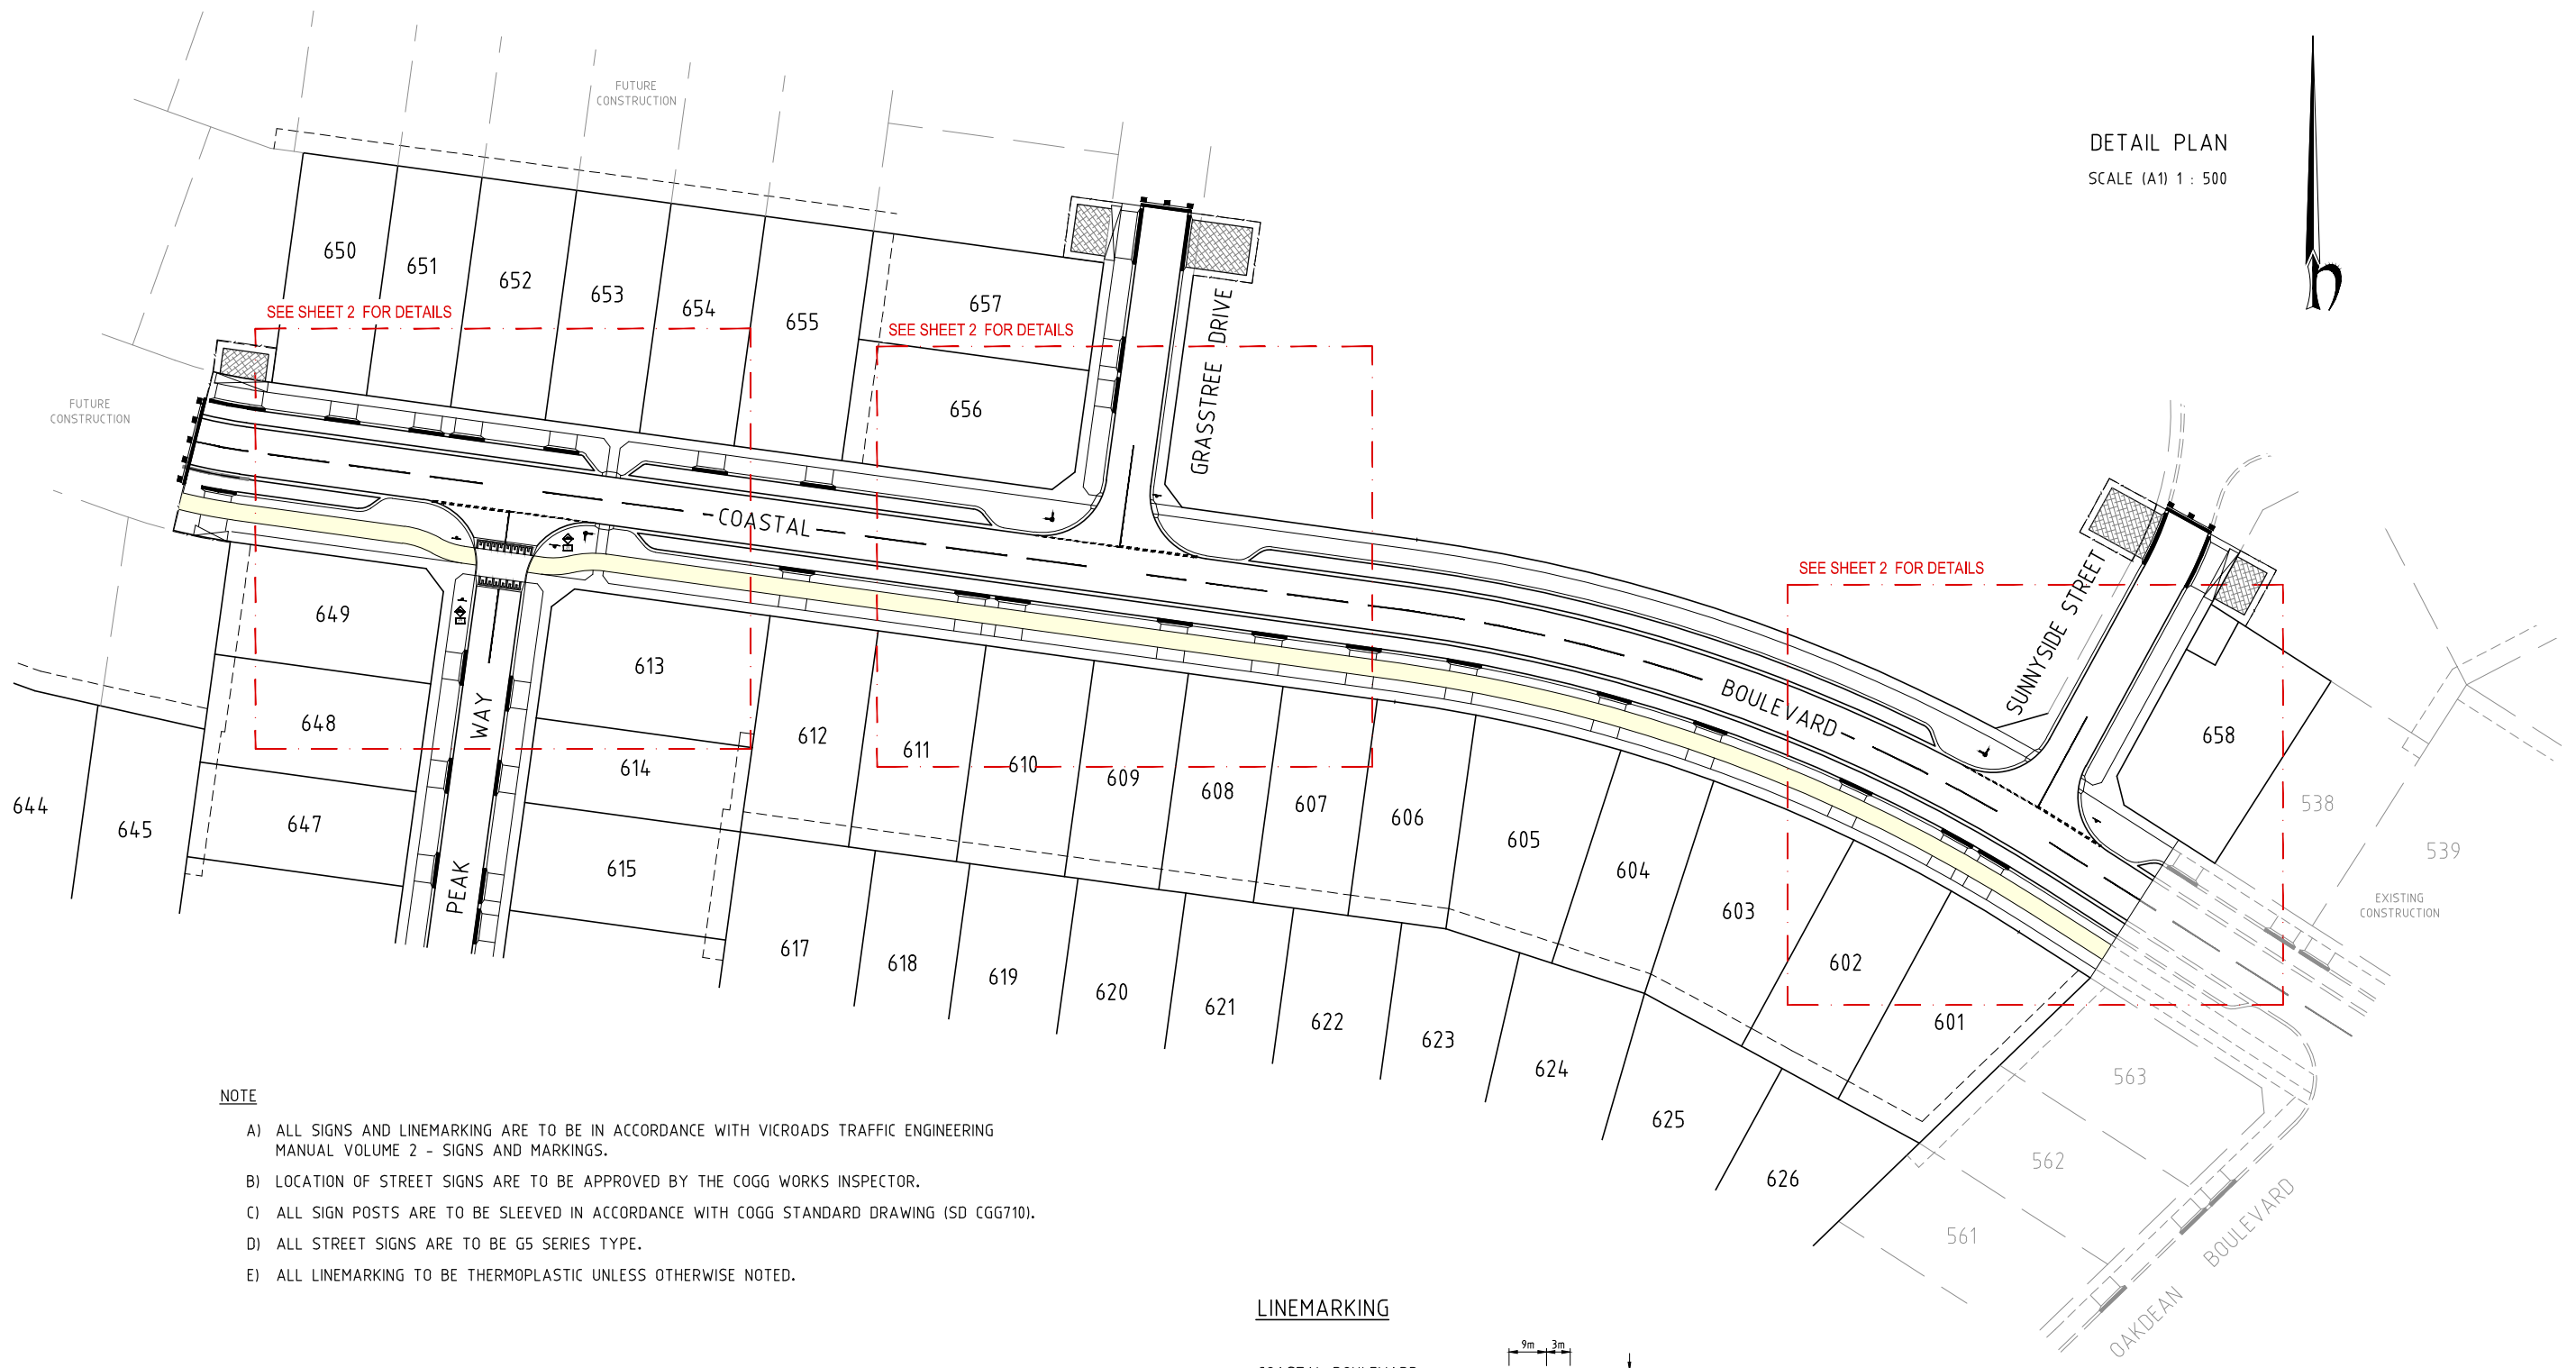 FUTURE
CONSTRUCTION
DETAIL PLAN
SCALE (A1) 1 : 500
650
651
652
653
654
655
657
656
SEE SHEET 2 FOR DETAILS
SEE SHEET 2 FOR DETAILS
SEE SHEET 2 FOR DETAILS
FUTURE
CONSTRUCTION
GRASSTREE DRIVE
SUNNYSIDE STREET
COASTAL
BOULEVARD
PEAK WAY
649
648
647
644
645
613
614
615
612
611
610
609
608
607
606
605
604
603
602
601
658
538
539
EXISTING
CONSTRUCTION
617
618
619
620
621
622
623
624
625
626
563
562
561
OAKDEAN BOULEVARD
NOTE
A) ALL SIGNS AND LINEMARKING ARE TO BE IN ACCORDANCE WITH VICROADS TRAFFIC ENGINEERING
MANUAL VOLUME 2 - SIGNS AND MARKINGS.
B) LOCATION OF STREET SIGNS ARE TO BE APPROVED BY THE COGG WORKS INSPECTOR.
C) ALL SIGN POSTS ARE TO BE SLEEVED IN ACCORDANCE WITH COGG STANDARD DRAWING (SD CGG710).
D) ALL STREET SIGNS ARE TO BE G5 SERIES TYPE.
E) ALL LINEMARKING TO BE THERMOPLASTIC UNLESS OTHERWISE NOTED.
LINEMARKING
9m 3m